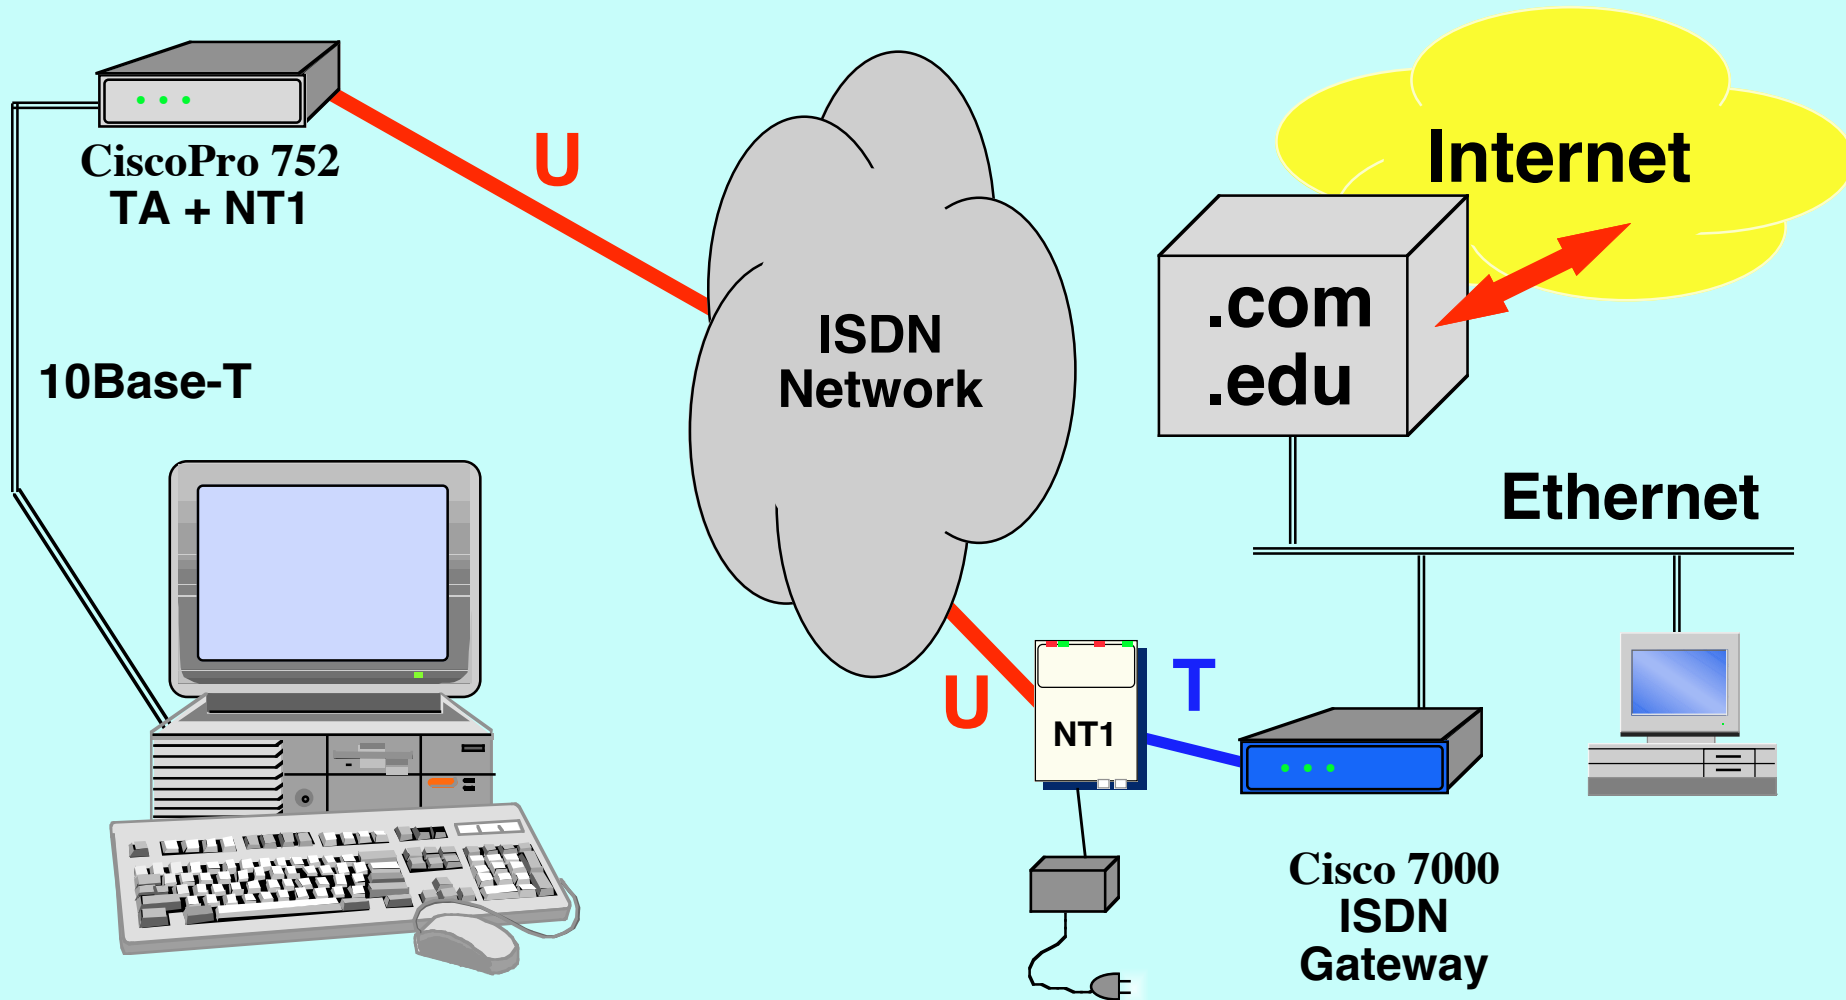 CiscoPro 752
TA + NT1
U
10Base-T
ISDN
Network
Internet
.com
.edu
Ethernet
U
NT1
T
Cisco 7000
ISDN
Gateway